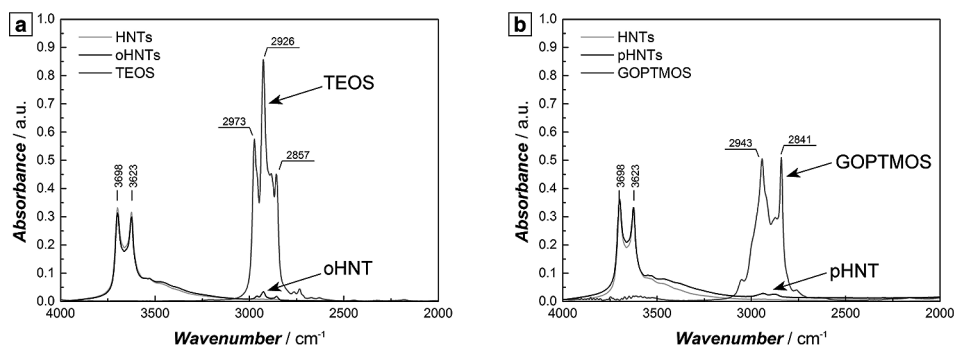 a
HNTs
oHNTs
TEOS
2926
2973
2857
3698
3623
TEOS
oHNT
1.0
0.9
0.8
0.7
0.6
0.5
0.4
0.3
0.2
0.1
0.0
4000 3500 3000 2500 2000
Absorbance / a.u.
Wavenumber / cm-1
b
HNTs
pHNTs
GOPTMOS
2943
2841
3698
3623
GOPTMOS
pHNT
1.0
0.9
0.8
0.7
0.6
0.5
0.4
0.3
0.2
0.1
0.0
4000 3500 3000 2500 2000
Absorbance / a.u.
Wavenumber / cm-1